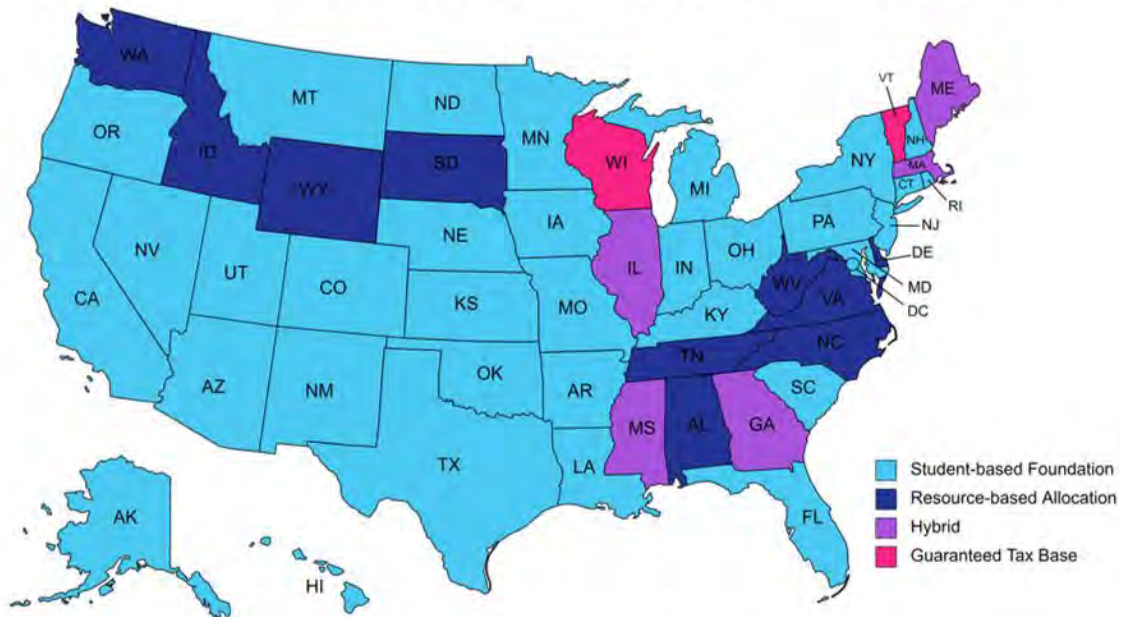 WA
MT
ND
MN
VT
ME
OR
ID
SD
WI
NH
NY
MA
WY
MI
CT
RI
IA
PA
NJ
NE
NV
OH
DE
UT
IL
IN
CO
WV
MD
CA
VA
DC
KS
MO
KY
TN
NC
OK
AR
SC
AZ
NM
MS
AL
GA
TX
LA
Student-based Foundation
Resource-based Allocation
AK
FL
Hybrid
Guaranteed Tax Base
HI